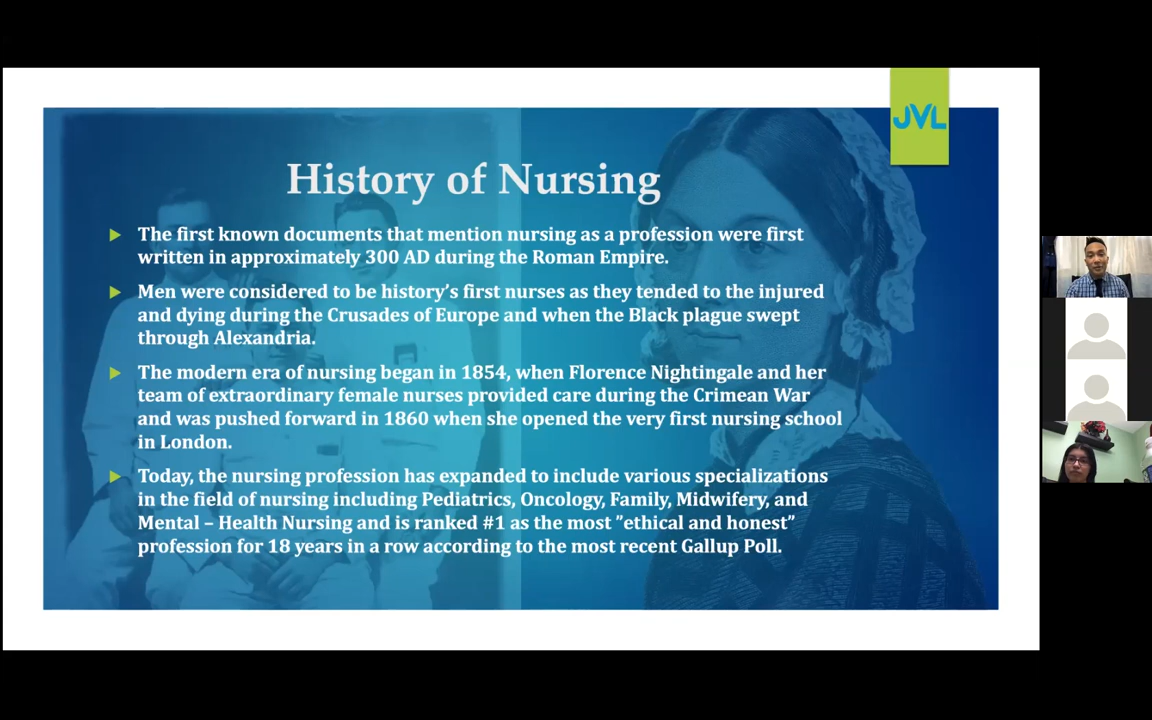 JVL
History of Nursing
The first known documents that mention nursing as a profession were first
written in approximately 300 AD during the Roman Empire.
Men were considered to be history's first nurses as they tended to the injured
and dying during the Crusades of Europe and when the Black plague swept
through Alexandria.
The modern era of nursing began in 1854, when Florence Nightingale and her
team of extraordinary female nurses provided care during the Crimean War
and was pushed forward in 1860 when she opened the very first nursing school
in London.
Today, the nursing profession has expanded to include various specializations
in the field of nursing including Pediatrics, Oncology, Family, Midwifery, and
Mental – Health Nursing and is ranked #1 as the most ”ethical and honest”
profession for 18 years in a row according to the most recent Gallup Poll.